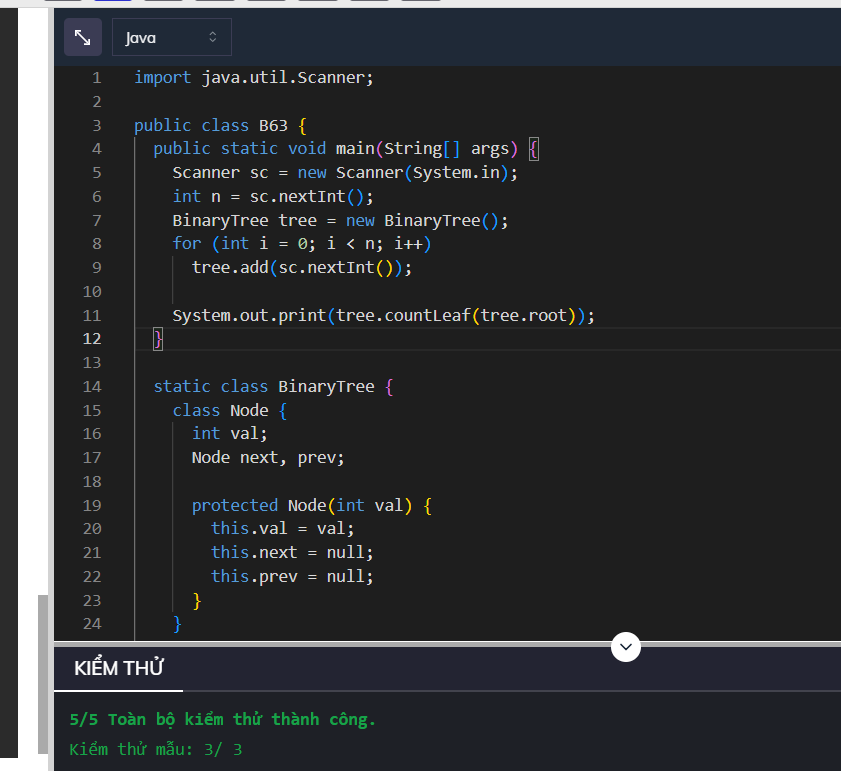 Java
1 import java.util.Scanner;
2
3 public class B63 {
4 public static void main(String[] args) {
5 Scanner sc = new Scanner(System.in);
6 int n = sc.nextInt();
7 BinaryTree tree = new BinaryTree();
8 for (int i = 0; i < n; i++)
9 tree.add(sc.nextInt());
10
11 System.out.print(tree.countLeaf(tree.root));
12 }
13
14 static class BinaryTree {
15 class Node {
16 int val;
17 Node next, prev;
18
19 protected Node(int val) {
20 this.val = val;
21 this.next = null;
22 this.prev = null;
23 }
24 }
KIỂM THỬ
5/5 Toàn bộ kiểm thử thành công.
Kiểm thử mẫu: 3/ 3